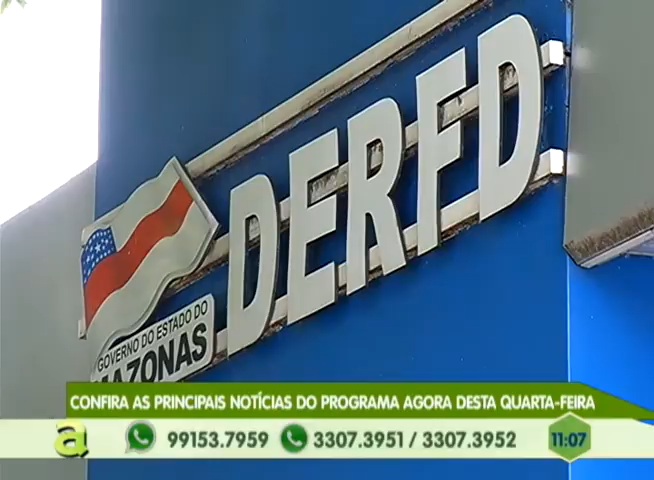 DERFD
GOVERNO DO ESTADO DO
AMAZONAS
CONFIRA AS PRINCIPAIS NOTÍCIAS DO PROGRAMA AGORA DESTA QUARTA-FEIRA
a 99153.7959 3307.3951 / 3307.3952 11:07